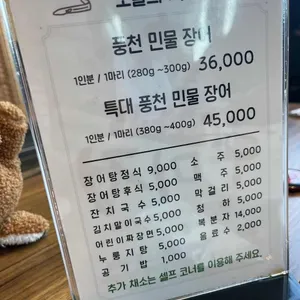 풍천 민물 장어
1인분 / 1마리 (280g ~300g) 36,000
특대 풍천 민물 장어
1인분 / 1마리 (380g ~400g) 45,000
장어탕정식 9,000 소 주 5,000
장어탕후식 5,000 맥 주 5,000
잔치국수 5,000 막걸리 5,000
김치말이국수 5,000 청 하 5,000
어린이짜장면 5,000 복분자 14,000
누룽지탕 5,000 음료수 2,000
공기밥 1,000
추가 채소는 셀프 코너를 이용해 주세요.